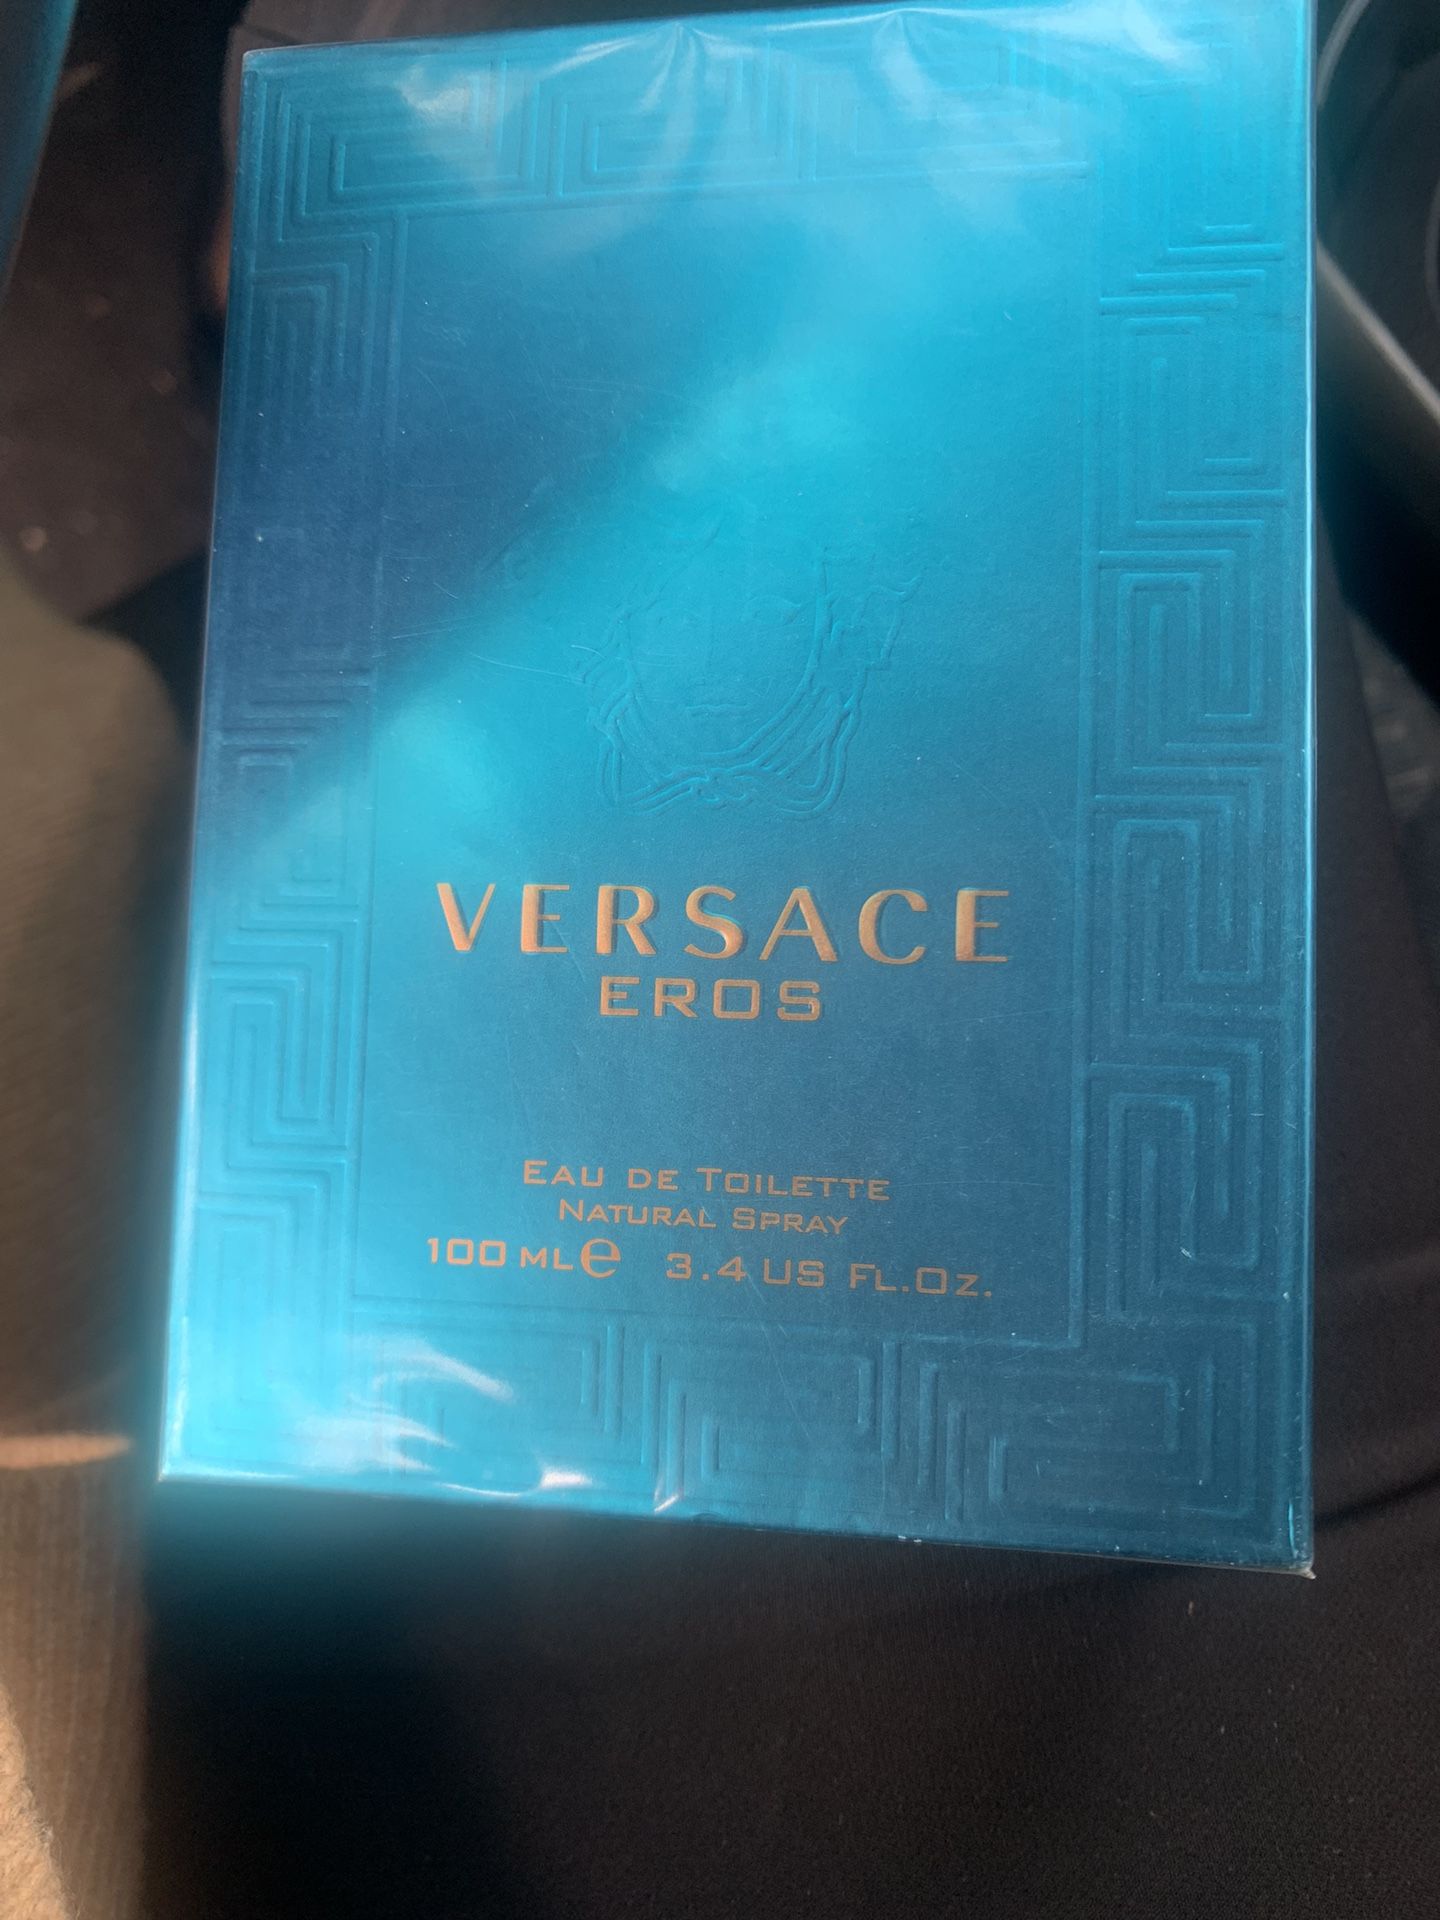 VERSACE
EROS
EAU DE TOILETTE
NATURAL SPRAY
100 ML℮ 3.4 US FL.OZ.